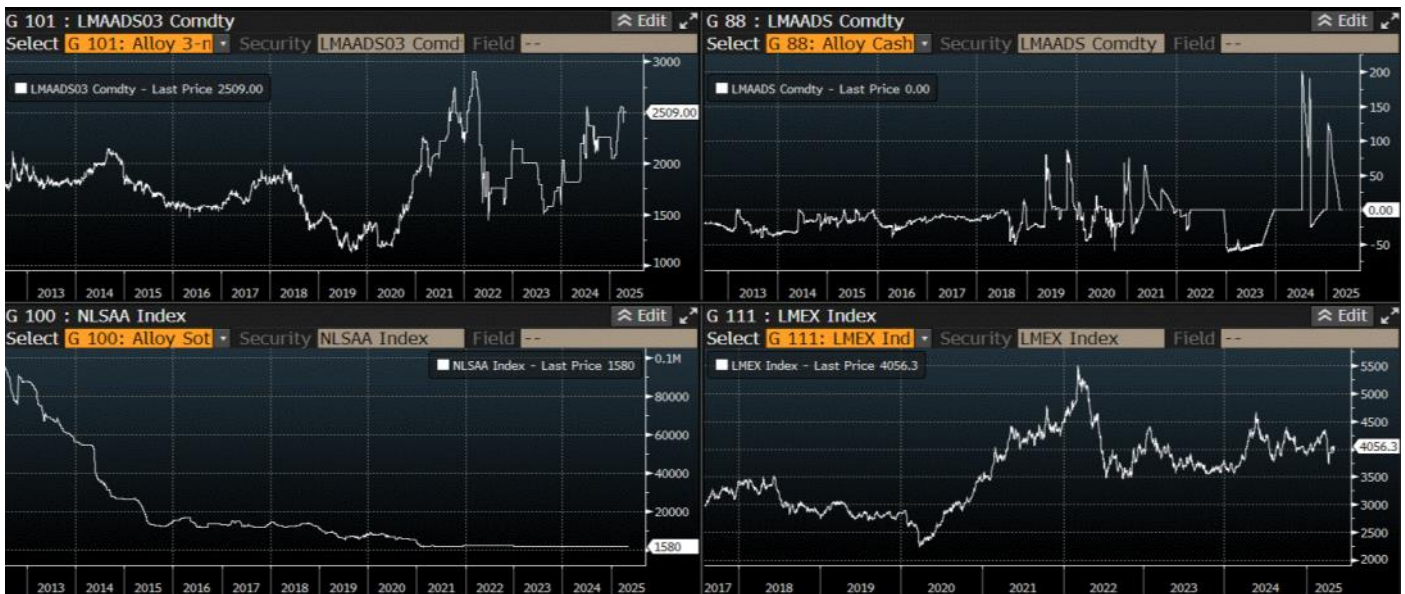 G 101 : LMAADS03 Comdty
Edit
Select G 101: Alloy 3-n Security LMAADS03 Comd Field --
LMAADS03 Comdty - Last Price 2509.00
3000
2509.00
2000
1500
1000
2013 2014 2015 2016 2017 2018 2019 2020 2021 2022 2023 2024 2025
G 88 : LMAADS Comdty
Edit
Select G 88: Alloy Cash Security LMAADS Comdty Field --
LMAADS Comdty - Last Price 0.00
200
150
100
50
0.00
-50
2013 2014 2015 2016 2017 2018 2019 2020 2021 2022 2023 2024 2025
G 100 : NLSAA Index
Edit
Select G 100: Alloy Sot Security NLSAA Index Field --
NLSAA Index - Last Price 1580
0.1M
80000
60000
40000
20000
1580
2013 2014 2015 2016 2017 2018 2019 2020 2021 2022 2023 2024 2025
G 111 : LMEX Index
Edit
Select G 111: LMEX Ind Security LMEX Index Field --
LMEX Index - Last Price 4056.3
5500
5000
4500
4056.3
3500
3000
2500
2000
2017 2018 2019 2020 2021 2022 2023 2024 2025